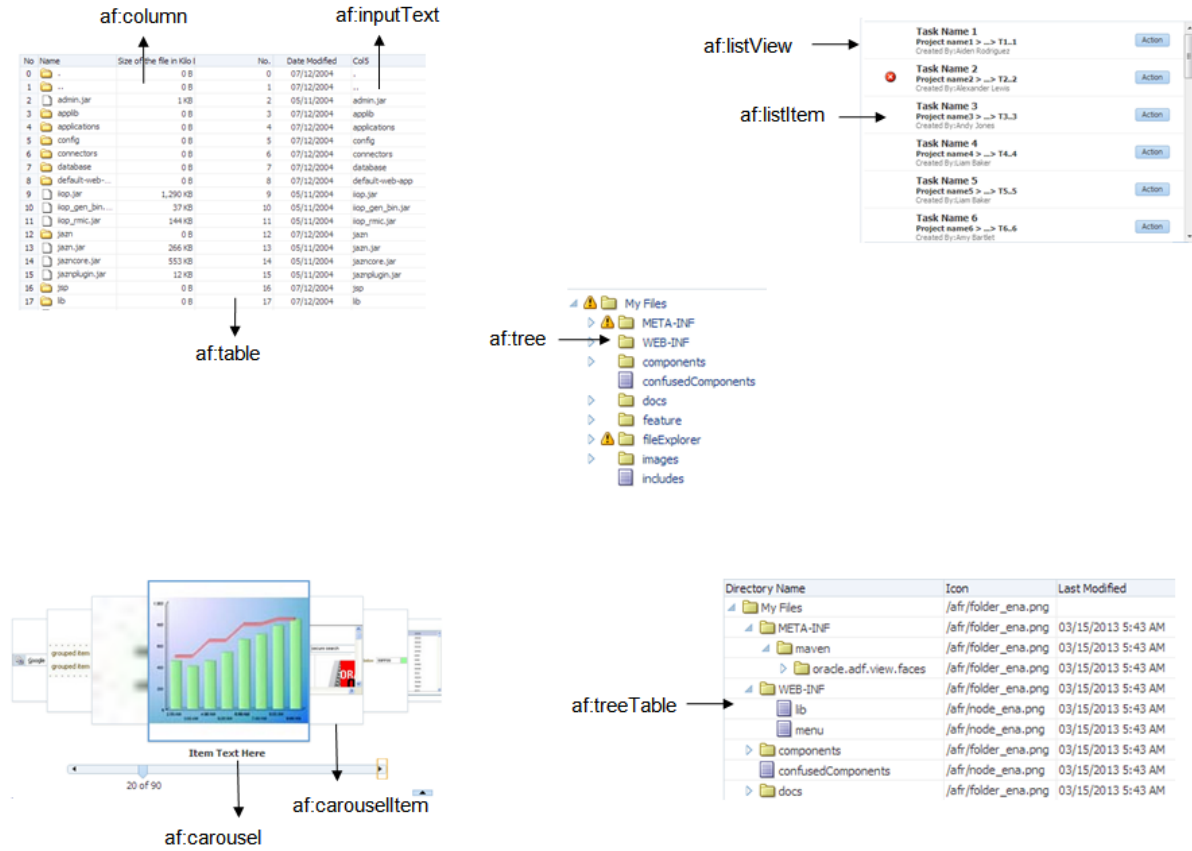 af:column
af:inputText
No Name Size of the file in Kilo No. Date Modified Col5
0 . 0 B 0 07/12/2004 .
1 .. 0 B 1 07/12/2004 ..
2 admin.jar 1 KB 2 05/11/2004 admin.jar
3 applib 0 B 3 07/12/2004 applib
4 applications 0 B 4 07/12/2004 applications
5 config 0 B 5 07/12/2004 config
6 connectors 0 B 6 07/12/2004 connectors
7 database 0 B 7 07/12/2004 database
8 default-web-... 0 B 8 07/12/2004 default-web-app
9 iiop.jar 1,290 KB 9 05/11/2004 iiop.jar
10 iiop_gen_bin.... 37 KB 10 05/11/2004 iiop_gen_bin.jar
11 iiop_rmic.jar 144 KB 11 05/11/2004 iiop_rmic.jar
12 jazn 0 B 12 07/12/2004 jazn
13 jazn.jar 266 KB 13 05/11/2004 jazn.jar
14 jazncore.jar 553 KB 14 05/11/2004 jazncore.jar
15 jaznplugin.jar 12 KB 15 05/11/2004 jaznplugin.jar
16 jsp 0 B 16 07/12/2004 jsp
17 lib 0 B 17 07/12/2004 lib
af:table
af:listView
af:listItem
Task Name 1
Project name1 > ...> T1..1
Created By:Aiden Rodriguez
Action
Task Name 2
Project name2 > ...> T2..2
Created By:Alexander Lewis
Action
Task Name 3
Project name3 > ...> T3..3
Created By:Andy Jones
Action
Task Name 4
Project name4 > ...> T4..4
Created By:Liam Baker
Action
Task Name 5
Project name5 > ...> T5..5
Created By:Liam Baker
Action
Task Name 6
Project name6 > ...> T6..6
Created By:Amy Bartlet
Action
af:tree
My Files
META-INF
WEB-INF
components
confusedComponents
docs
feature
fileExplorer
images
includes
Google
grouped item
grouped item
secure search
Item Text Here
20 of 90
af:carouselItem
af:carousel
af:treeTable
Directory Name Icon Last Modified
My Files /afr/folder_ena.png
META-INF /afr/folder_ena.png 03/15/2013 5:43 AM
maven /afr/folder_ena.png 03/15/2013 5:43 AM
oracle.adf.view.faces /afr/folder_ena.png 03/15/2013 5:43 AM
WEB-INF /afr/folder_ena.png 03/15/2013 5:43 AM
lib /afr/node_ena.png 03/15/2013 5:43 AM
menu /afr/node_ena.png 03/15/2013 5:43 AM
components /afr/folder_ena.png 03/15/2013 5:43 AM
confusedComponents /afr/node_ena.png 03/15/2013 5:43 AM
docs /afr/folder_ena.png 03/15/2013 5:43 AM